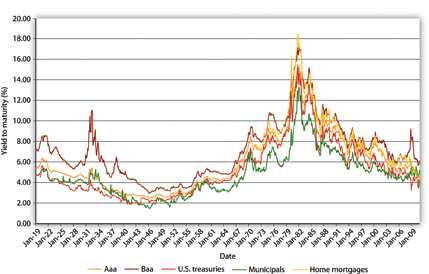 20.00
18.00
16.00
14.00
12.00
10.00
8.00
6.00
4.00
2.00
0.00
Yield to maturity (%)
Jan-19 Jan-22 Jan-25 Jan-28 Jan-31 Jan-34 Jan-37 Jan-40 Jan-43 Jan-46 Jan-49 Jan-52 Jan-55 Jan-58 Jan-61 Jan-64 Jan-67 Jan-70 Jan-73 Jan-76 Jan-79 Jan-82 Jan-85 Jan-88 Jan-91 Jan-94 Jan-97 Jan-00 Jan-03 Jan-06 Jan-09
Date
Aaa Baa U.S. treasuries Municipals Home mortgages